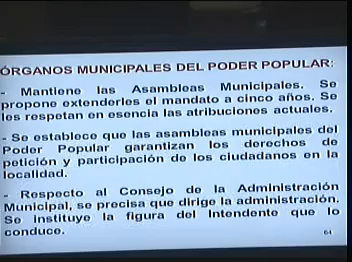 ÓRGANOS MUNICIPALES DEL PODER POPULAR:
- Mantiene las Asambleas Municipales. Se
propone extenderles el mandato a cinco años. Se
les respetan en esencia las atribuciones actuales.
- Se establece que las asambleas municipales del
Poder Popular garantizan los derechos de
petición y participación de los ciudadanos en la
localidad.
- Respecto al Consejo de la Administración
Municipal, se precisa que dirige la administración.
Se instituye la figura del Intendente que lo
conduce.
64